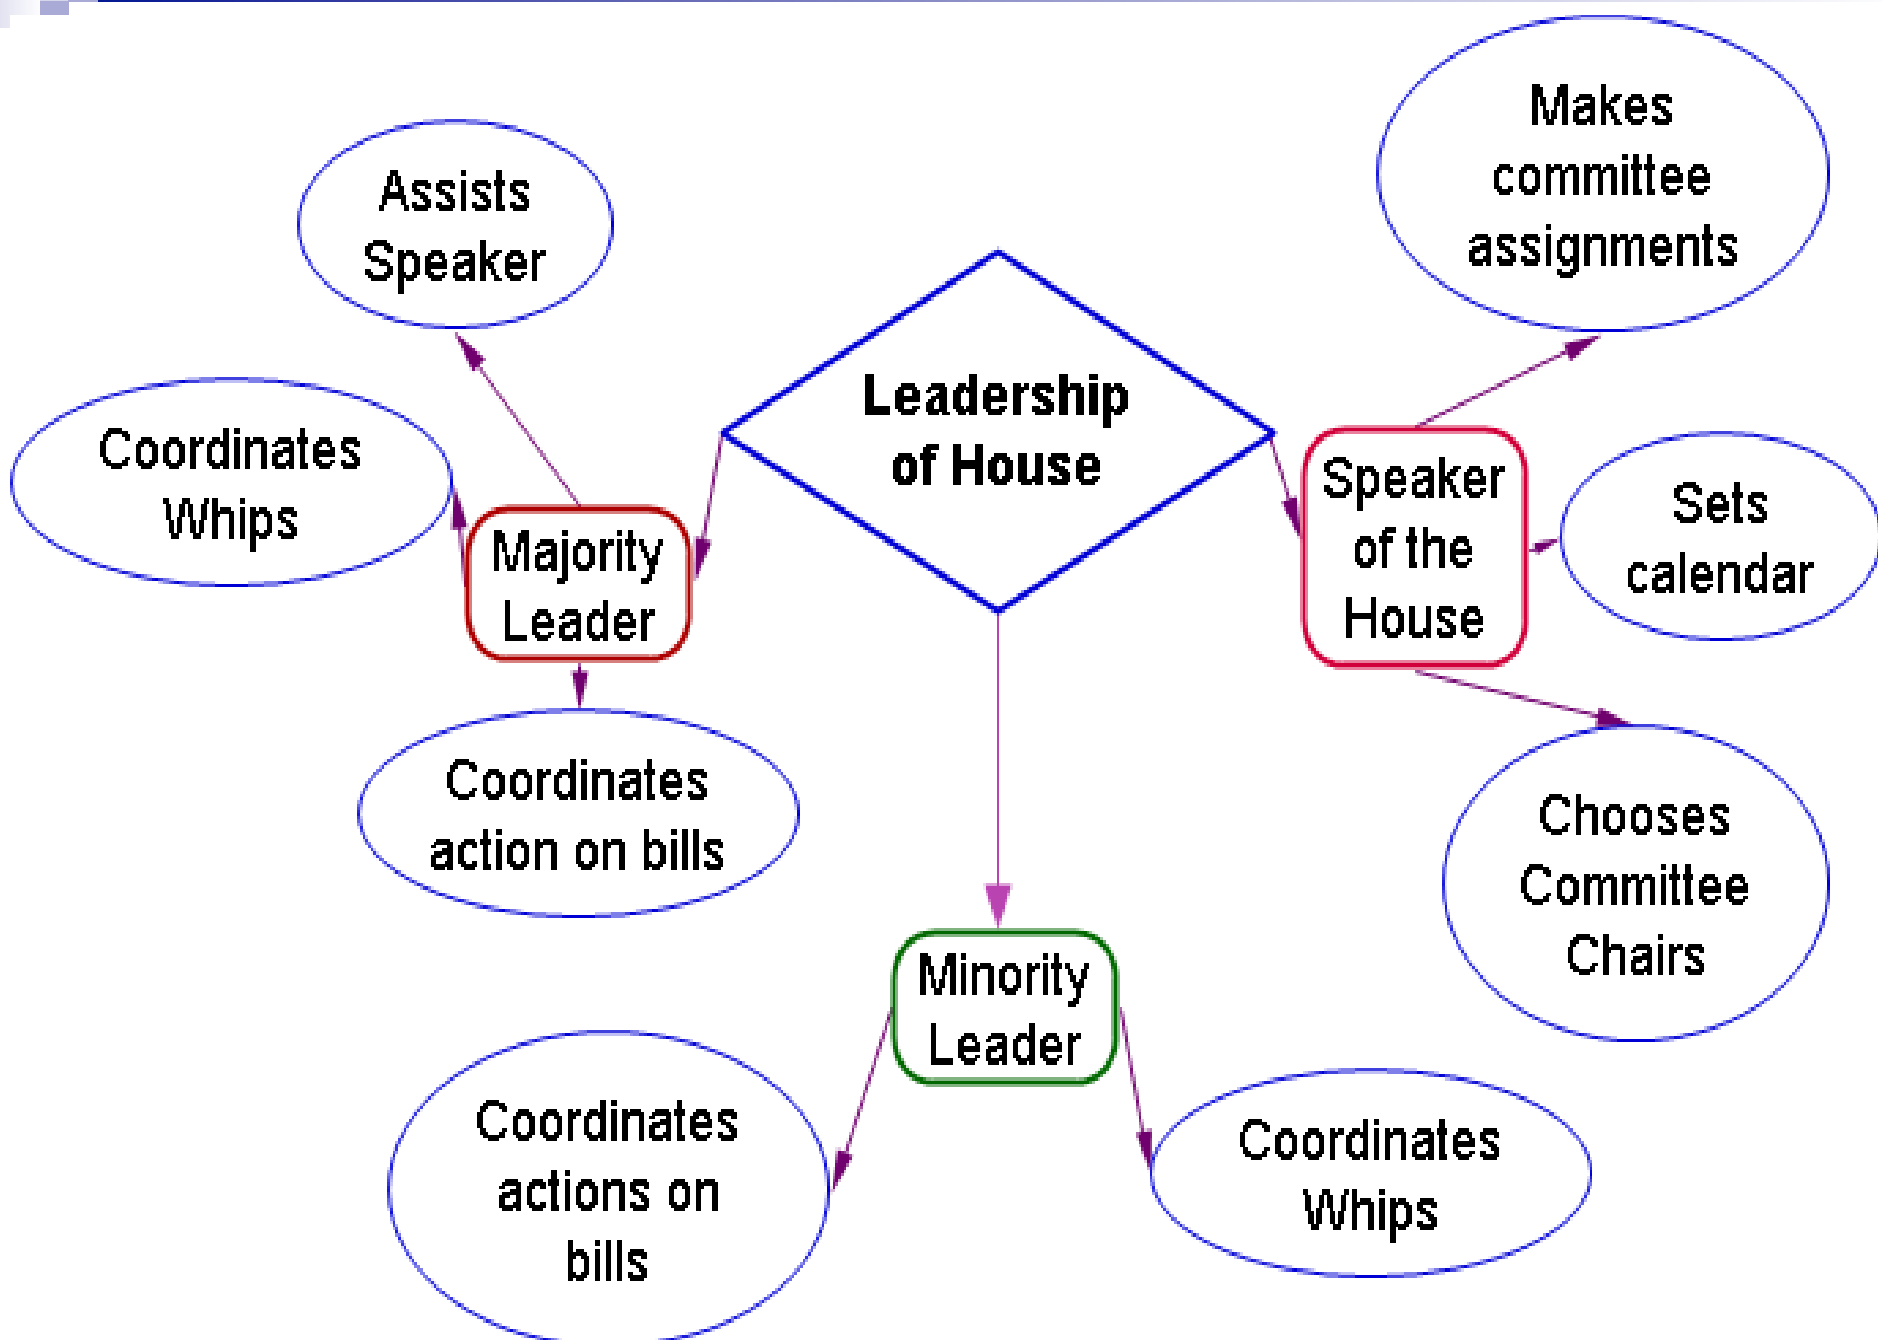 Leadership
of House
Majority
Leader
Assists
Speaker
Coordinates
Whips
Coordinates
action on bills
Speaker
of the
House
Makes
committee
assignments
Sets
calendar
Chooses
Committee
Chairs
Minority
Leader
Coordinates
actions on
bills
Coordinates
Whips